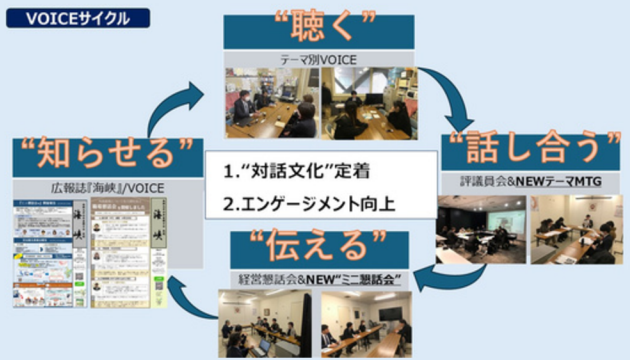 VOICEサイクル
“聴く”
テーマ別VOICE
“話し合う”
評議員会&NEWテーマMTG
“伝える”
経営懇話会&NEW“ミニ懇話会”
“知らせる”
広報誌『海峡』/VOICE
海峡
海峡
1.“対話文化”定着
2.エンゲージメント向上